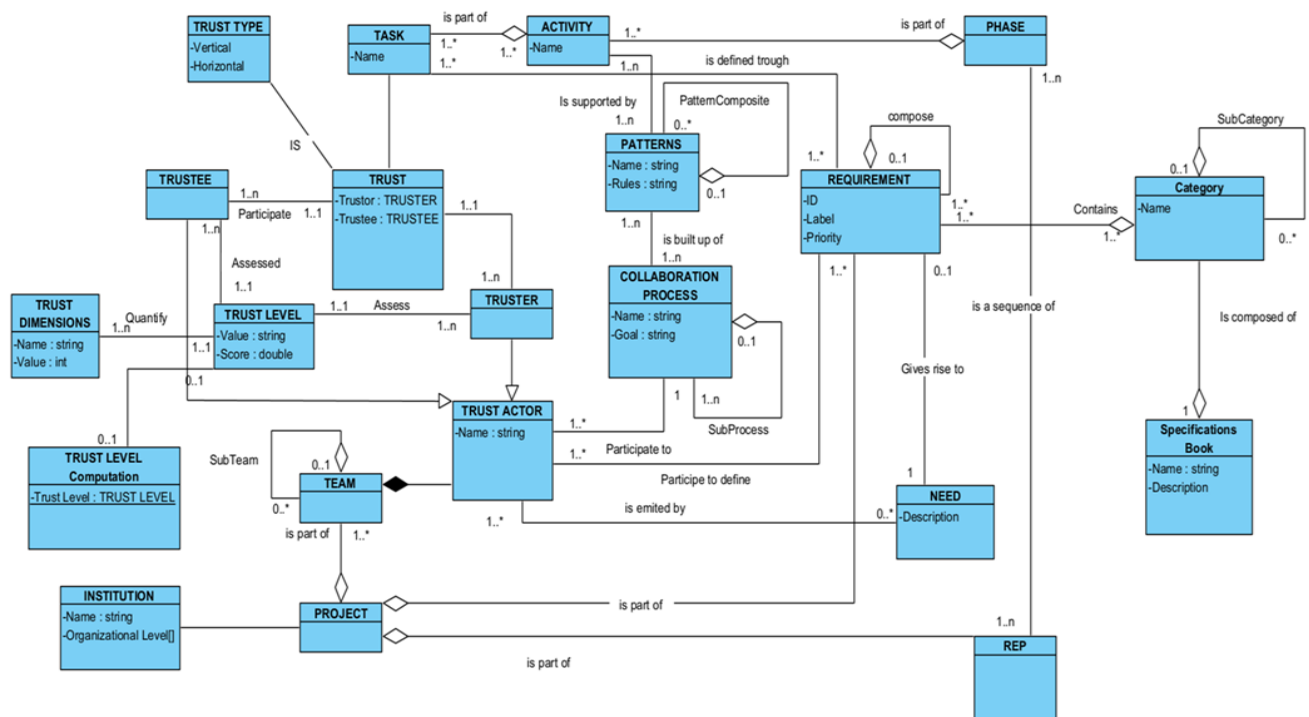 TRUST TYPE
-Vertical
-Horizontal
TASK
-Name
is part of
1..*
1..*
1..*
ACTIVITY
-Name
1..*
1..n
is part of
PHASE
1..n
is defined trough
Is supported by
1..n
PatternComposite
0..*
0..1
PATTERNS
-Name : string
-Rules : string
1..n
compose
0..1
1..*
REQUIREMENT
-ID
-Label
-Priority
1..*
1..*
1..*
0..1
SubCategory
0..1
Category
-Name
0..*
Contains
1..*
IS
TRUSTEE
1..n
Participate
1..1
TRUST
-Trustor : TRUSTER
-Trustee : TRUSTEE
1..1
1..n
1..n
Assessed
1..1
is built up of
1..n
COLLABORATION
PROCESS
-Name : string
-Goal : string
0..1
1
1..n
SubProcess
TRUST
DIMENSIONS
-Name : string
-Value : int
Quantify
1..n
1..1
TRUST LEVEL
-Value : string
-Score : double
1..1
Assess
1..n
TRUSTER
0..1
is a sequence of
Is composed of
Gives rise to
0..1
TRUST LEVEL
Computation
-Trust Level : TRUST LEVEL
TRUST ACTOR
-Name : string
1..*
Participate to
1..*
Participe to define
SubTeam
0..1
TEAM
0..*
is part of
1..*
1..*
is emited by
0..*
1
NEED
-Description
1
Specifications
Book
-Name : string
-Description
INSTITUTION
-Name : string
-Organizational Level[]
PROJECT
is part of
is part of
1..n
REP